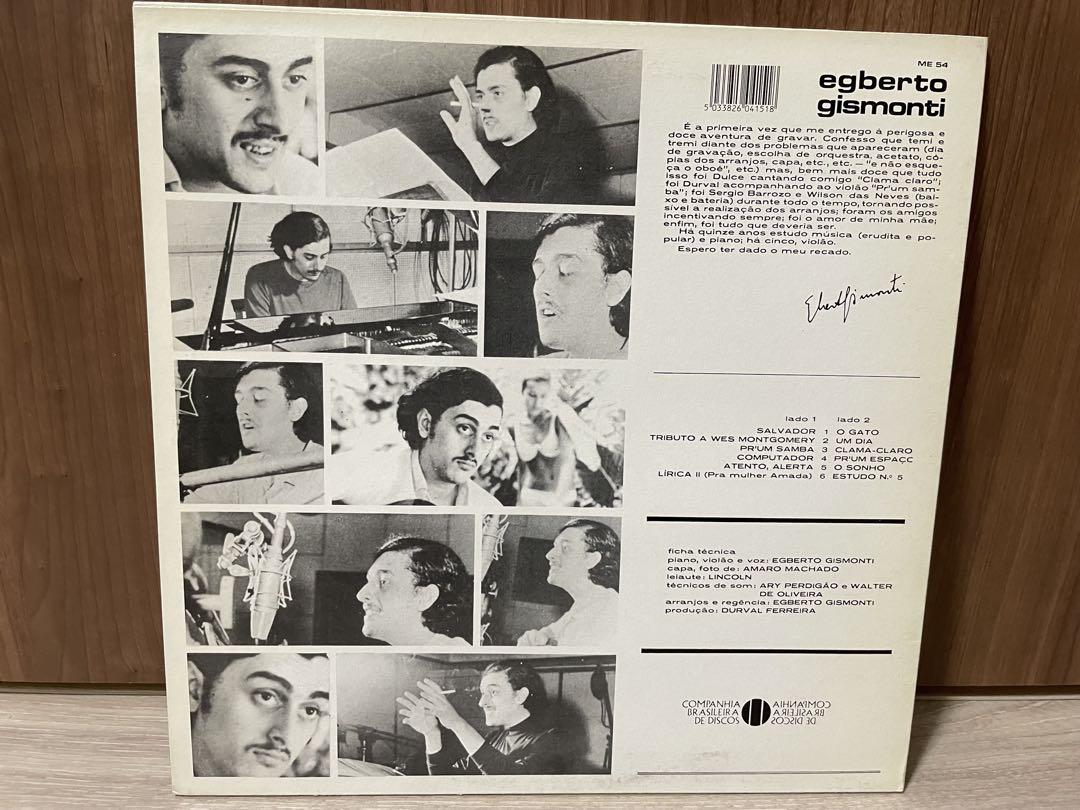 ME 54
egberto
gismonti
5 033826 041518
É a primeira vez que me entrego à perigosa e
doce aventura de gravar. Confesso que temi e
tremi diante dos problemas que apareceram (dia
de gravação, escolha de orquestra, acetato, có-
pias dos arranjos, capa, etc., etc. — "e não esque-
ça o oboé", etc.) mas, bem mais doce que tudo
isso foi Dulce cantando comigo "Clama claro";
foi Durval acompanhando ao violão "Pr'um sam-
ba"; foi Sergio Barrozo e Wilson das Neves (bai-
xo e bateria) durante todo o tempo, tornando pos-
sível a realização dos arranjos; foram os amigos
incentivando sempre; foi o amor de minha mãe;
enfim, foi tudo que deveria ser.
Há quinze anos estudo música (erudita e po-
pular) e piano; há cinco, violão.
Espero ter dado o meu recado.
Egberto Gismonti
lado 1 lado 2
SALVADOR 1 O GATO
TRIBUTO A WES MONTGOMERY 2 UM DIA
PR'UM SAMBA 3 CLAMA-CLARO
COMPUTADOR 4 PR'UM ESPAÇO
ATENTO, ALERTA 5 O SONHO
LÍRICA II (Pra mulher Amada) 6 ESTUDO N.º 5
ficha técnica
piano, violão e voz: EGBERTO GISMONTI
capa, foto de: AMARO MACHADO
leiaute: LINCOLN
técnicos de som: ARY PERDIGÃO e WALTER
DE OLIVEIRA
arranjos e regência: EGBERTO GISMONTI
produção: DURVAL FERREIRA
COMPANHIA COMPANHIA
BRASILEIRA BRASILEIRA
DE DISCOS DE DISCOS